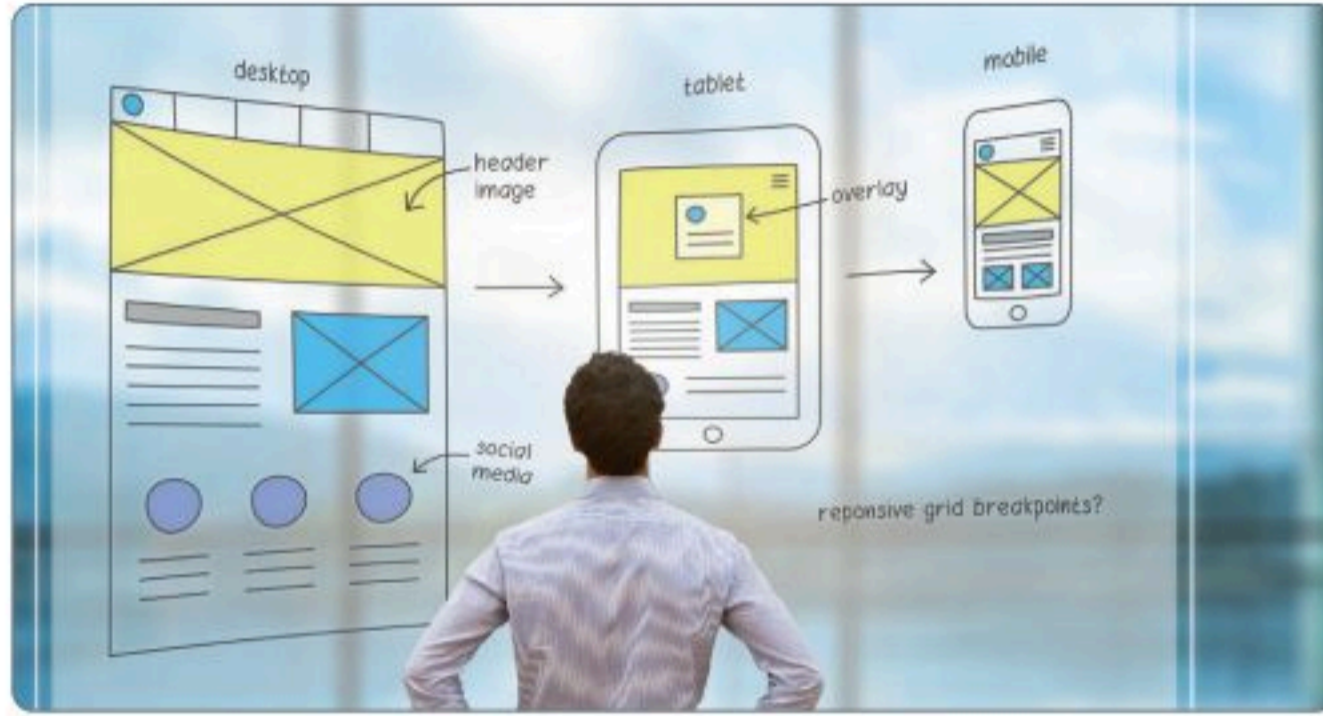 desktop
tablet
mobile
header
image
overlay
social
media
reponsive grid breakpoints?